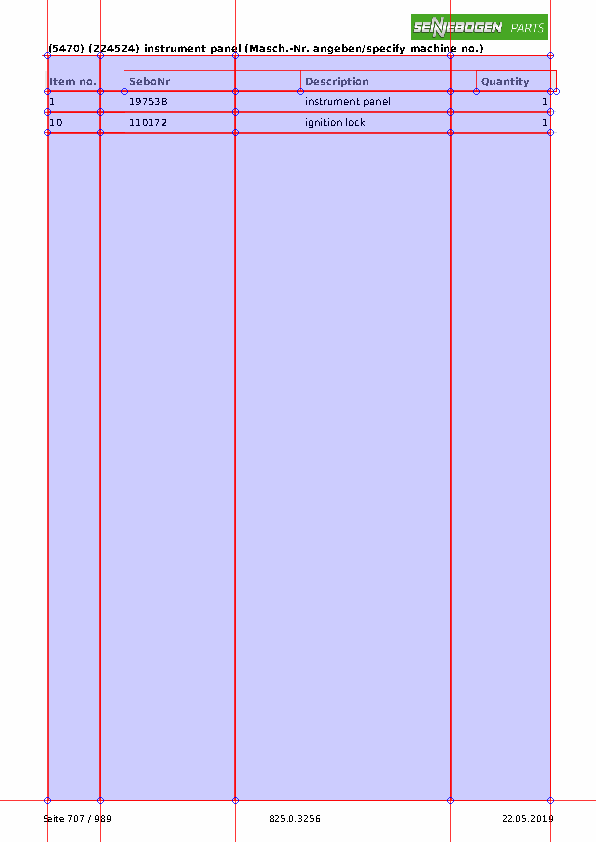 SENNEBOGEN PARTS
(5470) (224524) instrument panel (Masch.-Nr. angeben/specify machine no.)
Item no. SeboNr Description Quantity
1 197538 instrument panel 1
10 110172 ignition lock 1
Seite 707 / 989 825.0.3256 22.05.2019